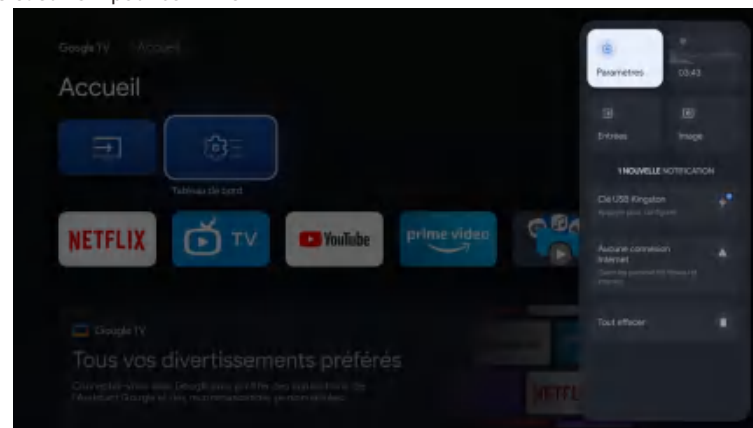 Google TV Accueil
Accueil
Tableau de bord
NETFLIX
TV
YouTube
prime video
Google TV
Tous vos divertissements préférés
NETFL
Paramètres
03:43
Entrées
Image
1 NOUVELLE NOTIFICATION
Clé USB Kingston
Appuyer pour configurer
Aucune connexion
Internet
Tout effacer